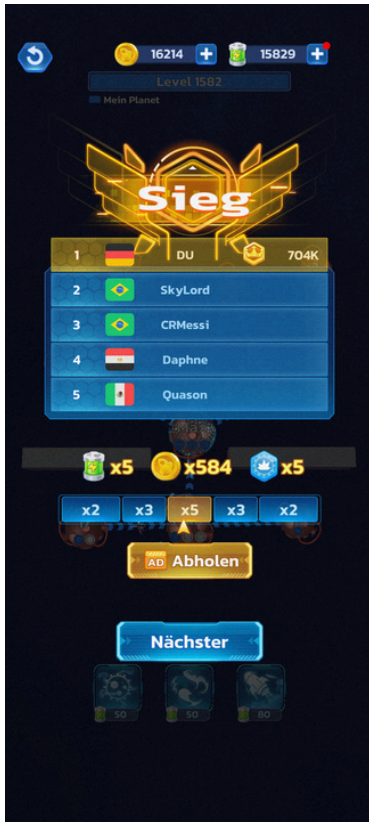 16214 + 15829 +
Level 1582
Mein Planet
Sieg
1 DU 704K
2 SkyLord
3 CRMessi
4 Daphne
5 Quason
x5 x584 x5
x2 x3 x5 x3 x2
AD Abholen
Nächster
50 50 80